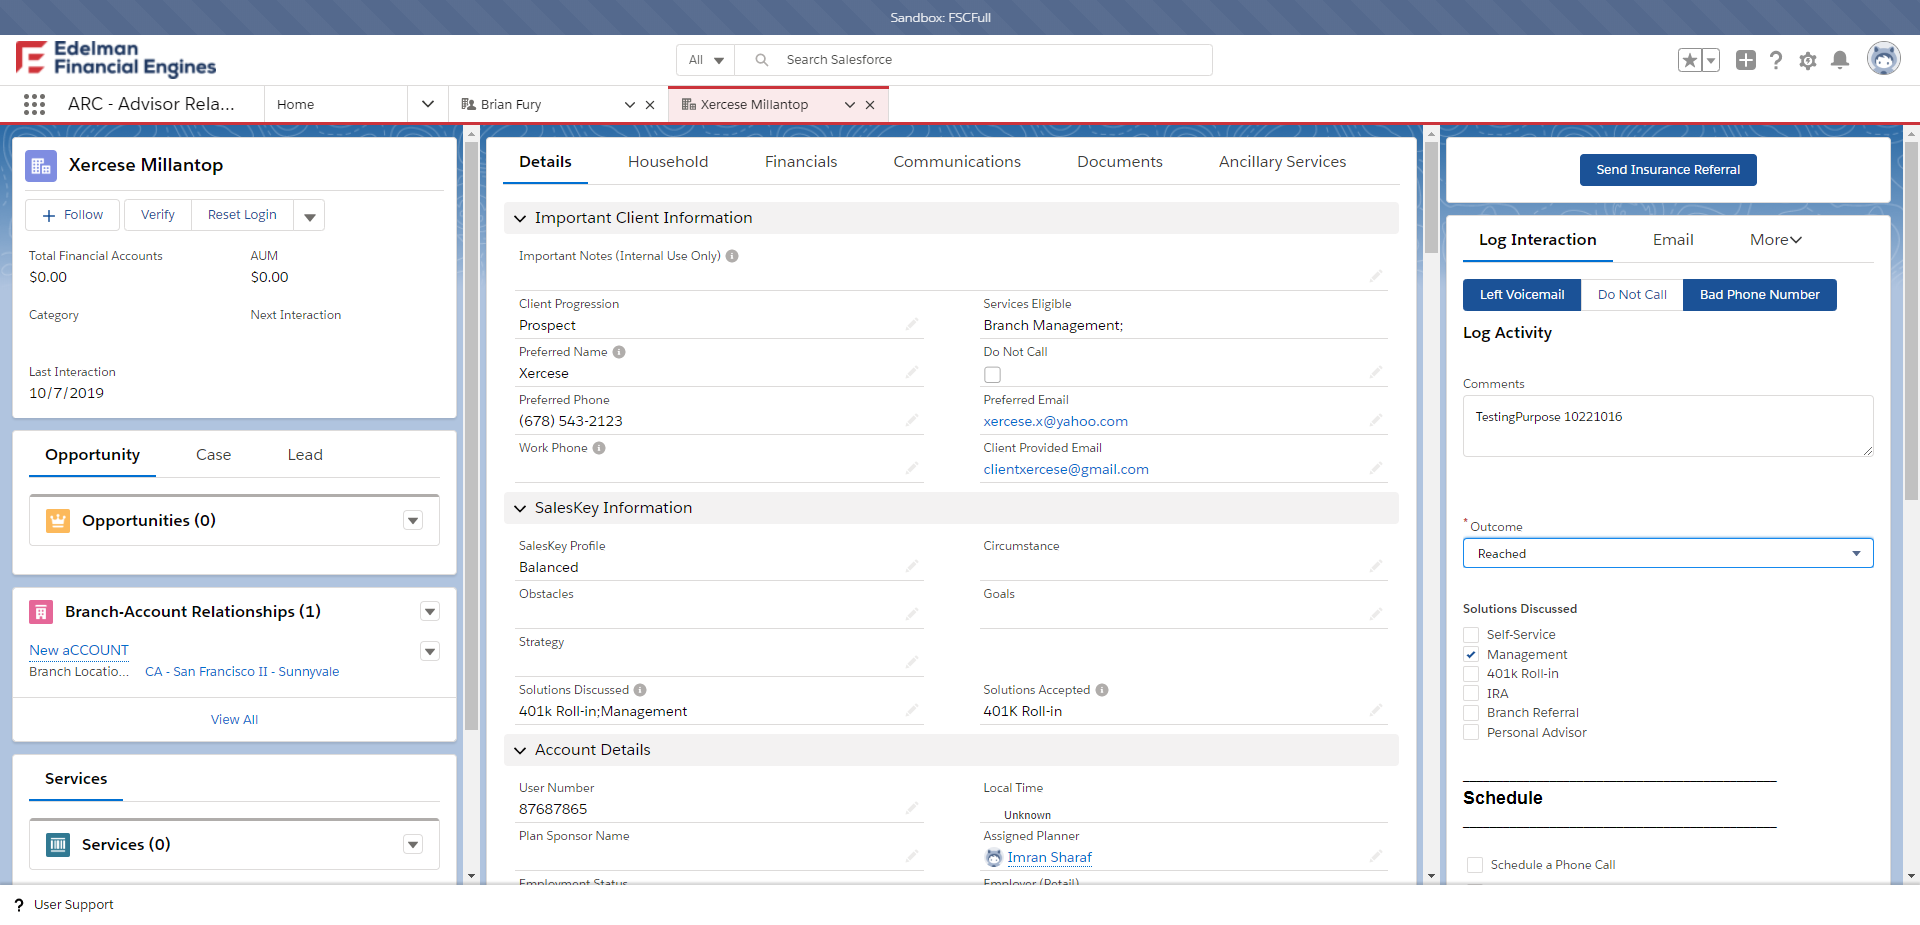 Sandbox: FSCFull
Edelman
Financial Engines
All
Search Salesforce
ARC - Advisor Rela...
Home
Brian Fury
Xercese Millantop
Xercese Millantop
Follow
Verify
Reset Login
Total Financial Accounts
$0.00
AUM
$0.00
Category
Next Interaction
Last Interaction
10/7/2019
Opportunity
Case
Lead
Opportunities (0)
Branch-Account Relationships (1)
New aCCOUNT
Branch Locatio... CA - San Francisco II - Sunnyvale
View All
Services
Services (0)
Details
Household
Financials
Communications
Documents
Ancillary Services
Important Client Information
Important Notes (Internal Use Only)
Client Progression
Prospect
Services Eligible
Branch Management;
Preferred Name
Xercese
Do Not Call
Preferred Phone
(678) 543-2123
Preferred Email
xercese.x@yahoo.com
Work Phone
Client Provided Email
clientxercese@gmail.com
SalesKey Information
SalesKey Profile
Balanced
Circumstance
Obstacles
Goals
Strategy
Solutions Discussed
401k Roll-in;Management
Solutions Accepted
401K Roll-in
Account Details
User Number
87687865
Local Time
Unknown
Plan Sponsor Name
Assigned Planner
Imran Sharaf
Employment Status
Employer (Retail)
Send Insurance Referral
Log Interaction
Email
More
Left Voicemail
Do Not Call
Bad Phone Number
Log Activity
Comments
TestingPurpose 10221016
* Outcome
Reached
Solutions Discussed
Self-Service
Management
401k Roll-in
IRA
Branch Referral
Personal Advisor
Schedule
Schedule a Phone Call
? User Support